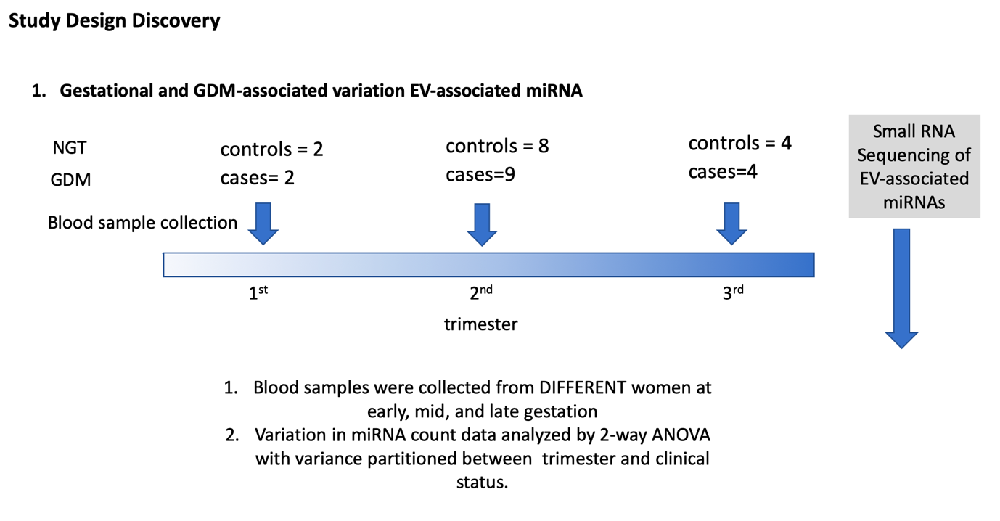 Study Design Discovery
1. Gestational and GDM-associated variation EV-associated miRNA
NGT
controls = 2
controls = 8
controls = 4
GDM
cases= 2
cases=9
cases=4
Blood sample collection
Small RNA
Sequencing of
EV-associated
miRNAs
1st
2nd
3rd
trimester
1. Blood samples were collected from DIFFERENT women at
early, mid, and late gestation
2. Variation in miRNA count data analyzed by 2-way ANOVA
with variance partitioned between trimester and clinical
status.